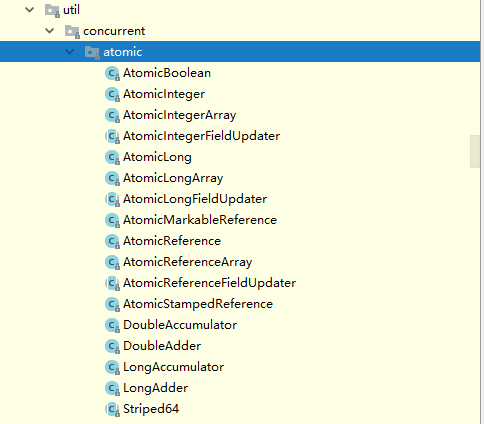 util
concurrent
atomic
AtomicBoolean
AtomicInteger
AtomicIntegerArray
AtomicIntegerFieldUpdater
AtomicLong
AtomicLongArray
AtomicLongFieldUpdater
AtomicMarkableReference
AtomicReference
AtomicReferenceArray
AtomicReferenceFieldUpdater
AtomicStampedReference
DoubleAccumulator
DoubleAdder
LongAccumulator
LongAdder
Striped64